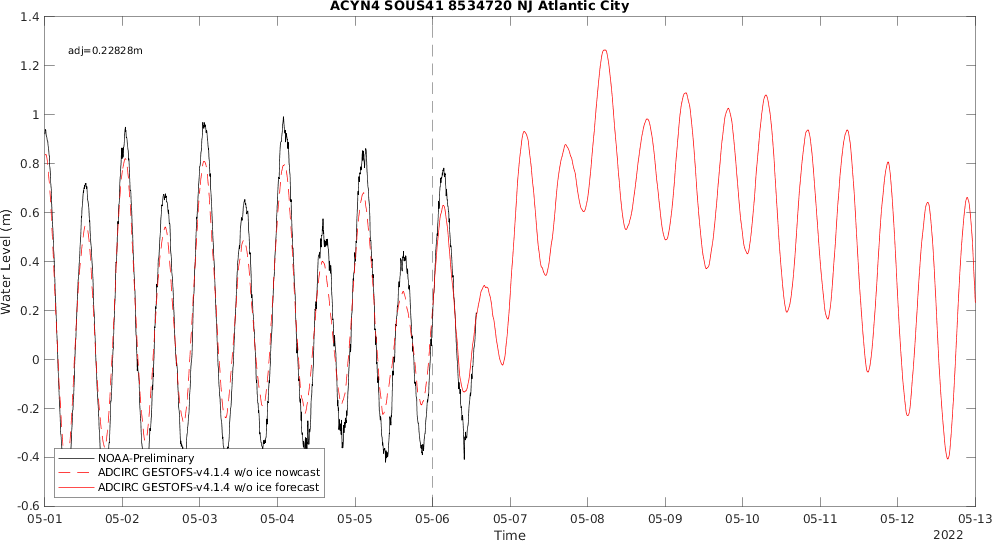 ACYN4 SOUS41 8534720 NJ Atlantic City
adj=0.22828m
1.4
1.2
1
0.8
0.6
0.4
0.2
0
-0.2
-0.4
-0.6
Water Level (m)
NOAA-Preliminary
ADCIRC GESTOFS-v4.1.4 w/o ice nowcast
ADCIRC GESTOFS-v4.1.4 w/o ice forecast
05-01 05-02 05-03 05-04 05-05 05-06 05-07 05-08 05-09 05-10 05-11 05-12 05-13
Time
2022